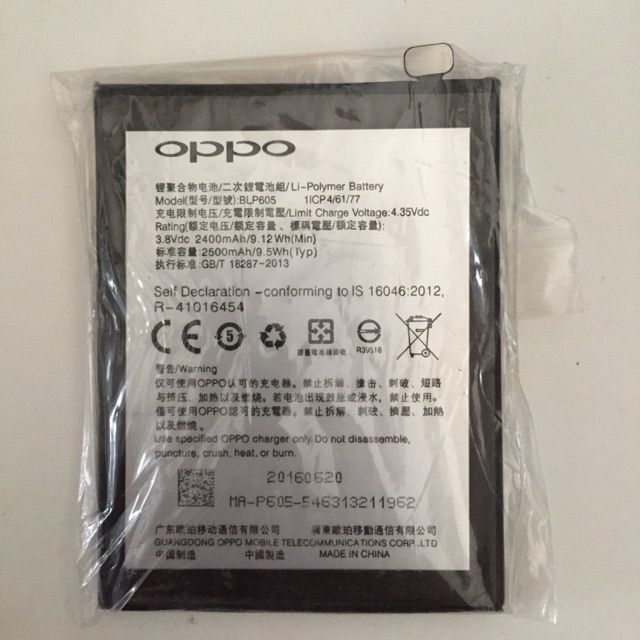 oppo
锂聚合物电池/二次鋰電池組/Li-Polymer Battery
Model(型号/型號):BLP605 1ICP4/61/77
充电限制电压/充電限制電壓/Limit Charge Voltage:4.35Vdc
Rating(额定电压/额定容量、標稱電壓/額定容量)
3.8Vdc 2400mAh/9.12Wh(Min)
标准容量:2500mAh/9.5Wh(Typ)
执行标准:GB/T 18287-2013
Self Declaration -conforming to IS 16046:2012,
R-41016454
CE 5
廢電池請回收
R39518
警告/Warning:
仅可使用OPPO认可的充电器。禁止拆解、撞击、刺破、短路
与挤压、加热以及燃烧。若电池出现鼓胀或浸水，禁止使用。
僅可使用OPPO認可的充電器。禁止拆解、刺破、擠壓、加熱
以及燃燒。
Use specified OPPO charger only. Do not disassemble,
puncture, crush, heat, or burn.
20160620
MA-P605-546313211962
广东欧珀移动通信有限公司 廣東歐珀移動通信有限公司
GUANGDONG OPPO MOBILE TELECOMMUNICATIONS CORP.,LTD
中国制造 中國製造 MADE IN CHINA